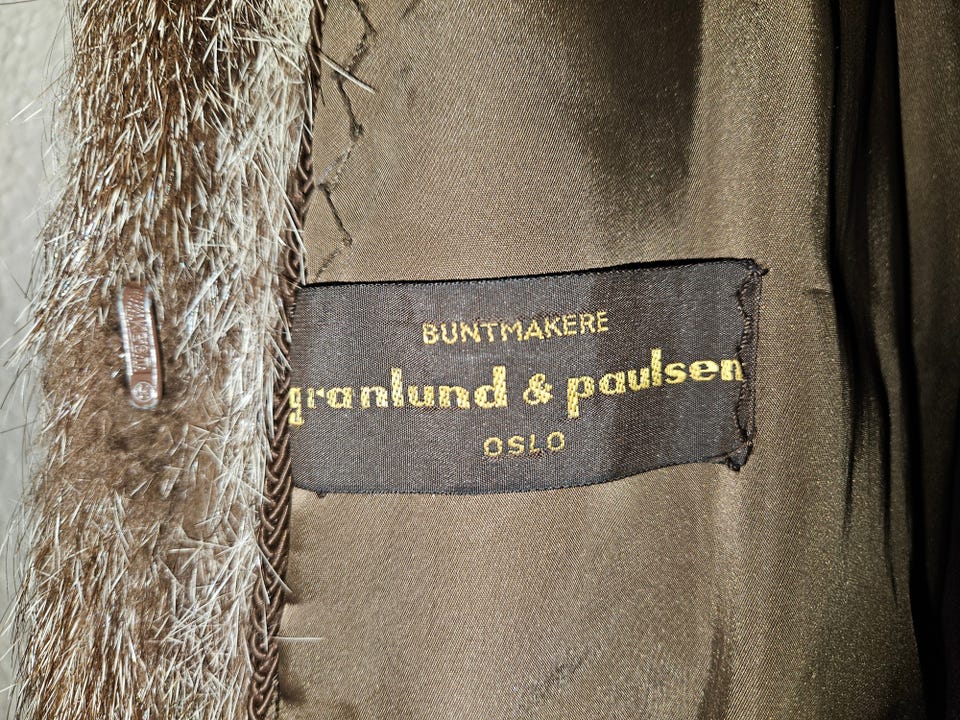 BUNTMAKERE
granlund & paulsen
OSLO